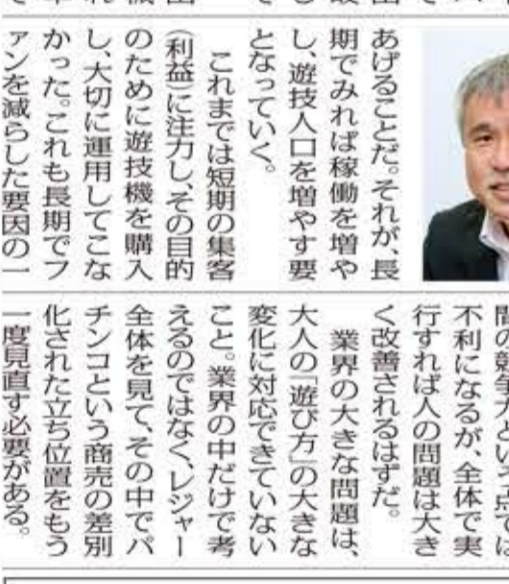 あげることだ。それが、長
期でみれば稼働を増や
し、遊技人口を増やす要
となっていく。
これまでは短期の集客
(利益)に注力し、その目的
のために遊技機を購入
し、大切に運用してこな
かった。これも長期でフ
ァンを減らした要因の一
間の競争力という点では
不利になるが、全体で実
行すれば人の問題は大き
く改善されるはずだ。
業界の大きな問題は、
大人の「遊び方」の大きな
変化に対応できていない
こと。業界の中だけで考
えるのではなく、レジャー
全体を見て、その中でパ
チンコという商売の差別
化された立ち位置をもう
一度見直す必要がある。